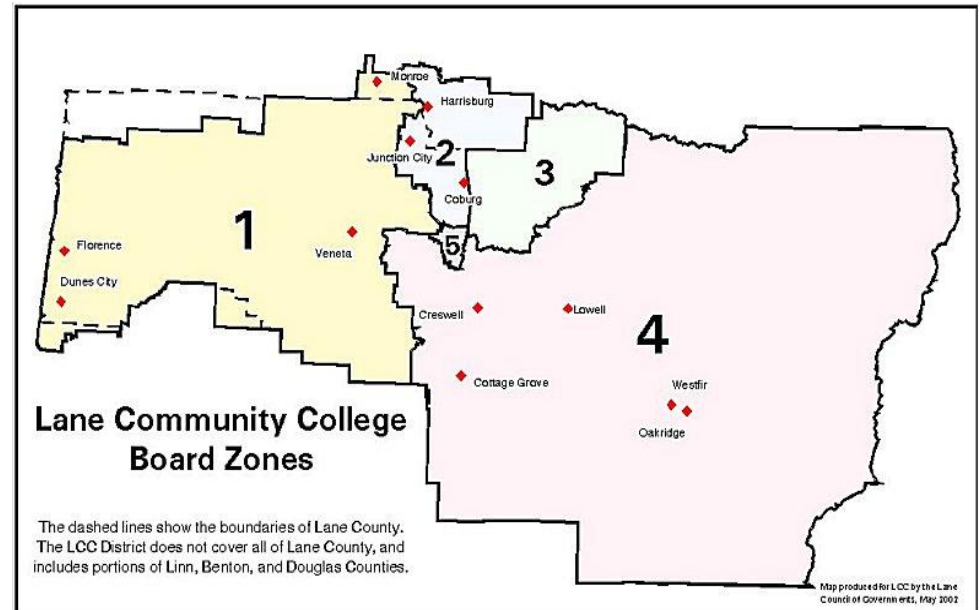 Monroe
Harrisburg
Junction City
2
3
Coburg
1
5
Florence
Veneta
Dunes City
Creswell
Lowell
4
Cottage Grove
Westfir
Oakridge
Lane Community College
Board Zones
The dashed lines show the boundaries of Lane County.
The LCC District does not cover all of Lane County, and
includes portions of Linn, Benton, and Douglas Counties.
Map produced for LCC by the Lane
Council of Governments, May 2002